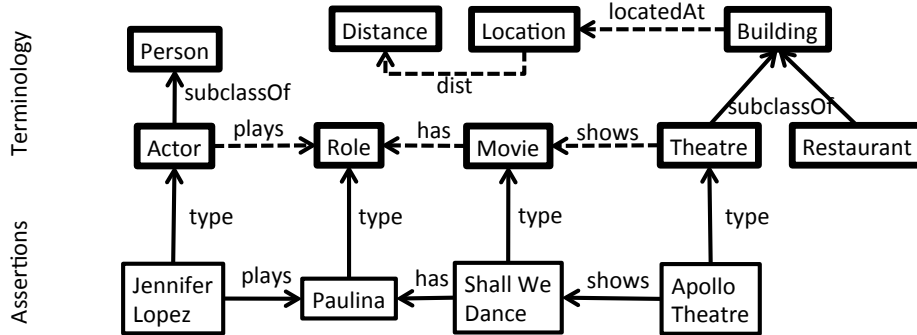 locatedAt
Distance
Location
Building
Person
dist
subclassOf
subclassOf
Terminology
plays
has
shows
Actor
Role
Movie
Theatre
Restaurant
type
type
type
type
Assertions
plays
has
shows
Jennifer
Lopez
Paulina
Shall We
Dance
Apollo
Theatre